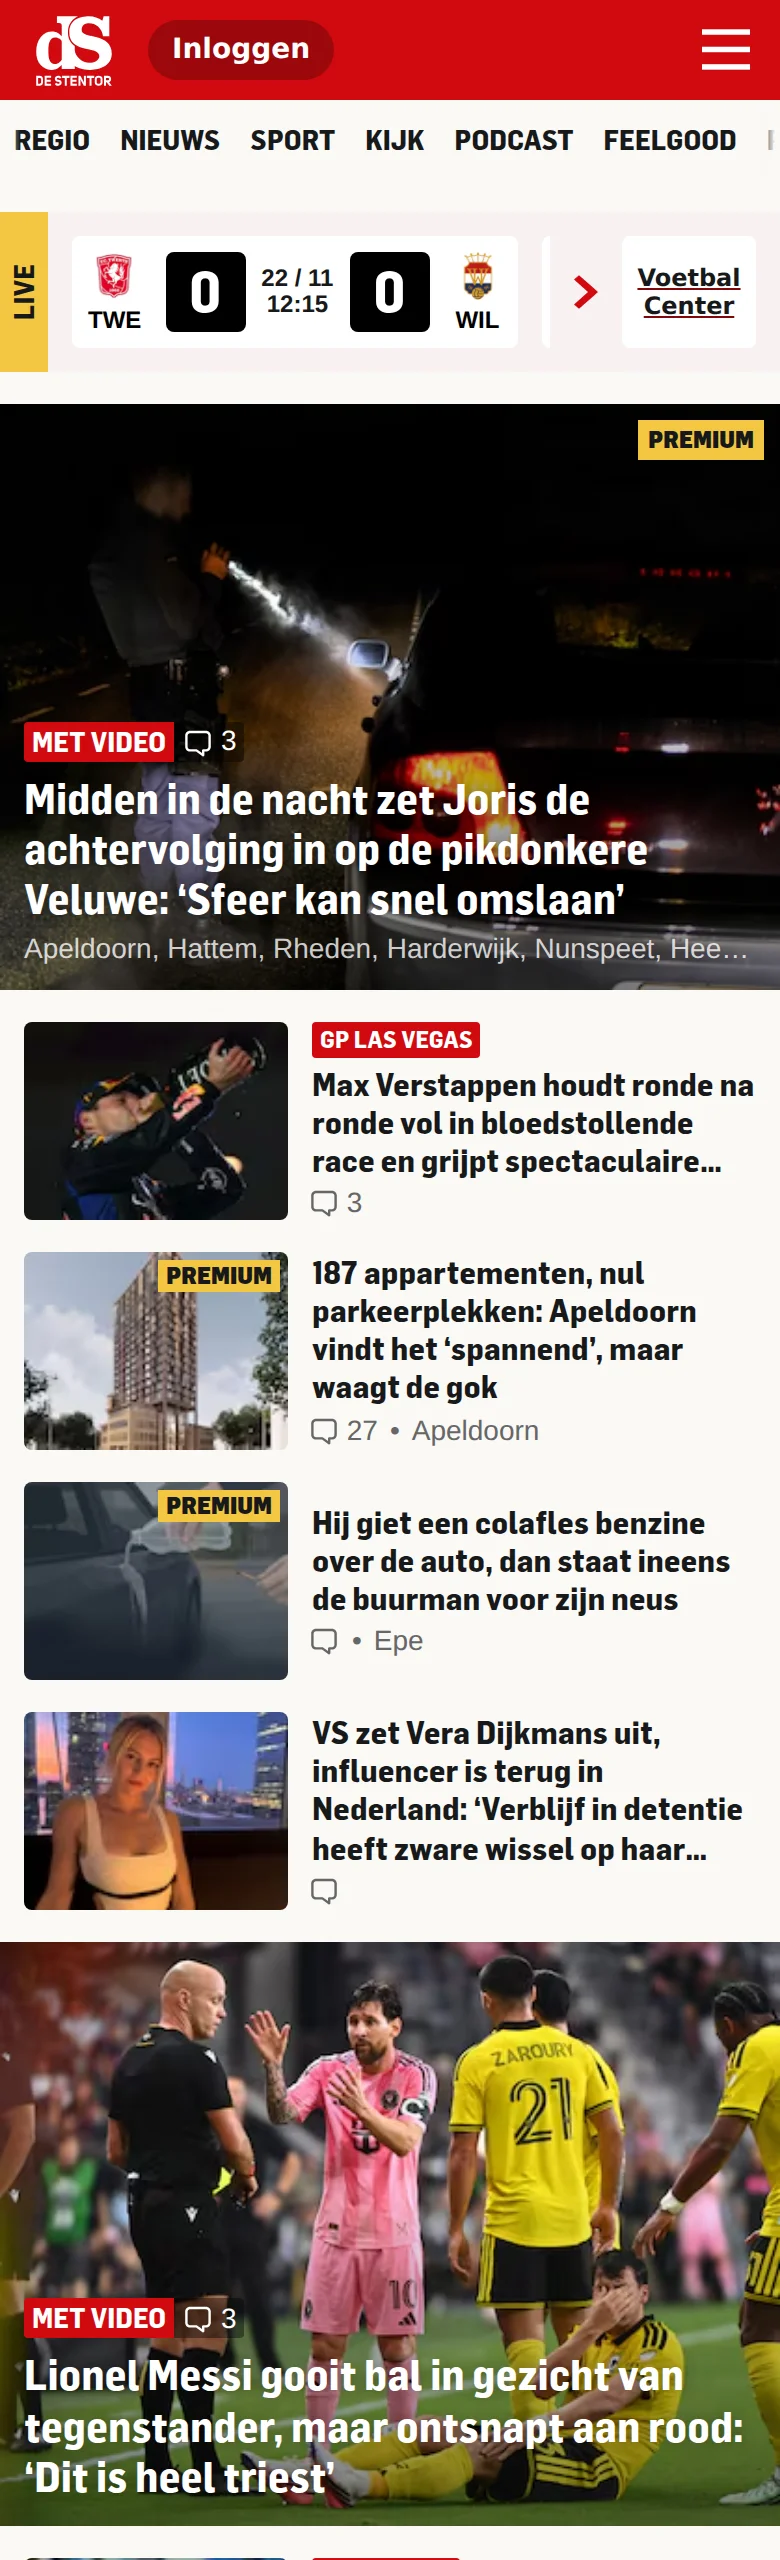 dS
DE STENTOR
Inloggen
REGIO NIEUWS SPORT KIJK PODCAST FEELGOOD
LIVE
TWE
0
22 / 11
12:15
0
WIL
Voetbal
Center
PREMIUM
MET VIDEO 3
Midden in de nacht zet Joris de
achtervolging in op de pikdonkere
Veluwe: ‘Sfeer kan snel omslaan’
Apeldoorn, Hattem, Rheden, Harderwijk, Nunspeet, Hee…
GP LAS VEGAS
Max Verstappen houdt ronde na
ronde vol in bloedstollende
race en grijpt spectaculaire…
3
PREMIUM
187 appartementen, nul
parkeerplekken: Apeldoorn
vindt het ‘spannend’, maar
waagt de gok
27 • Apeldoorn
PREMIUM
Hij giet een colafles benzine
over de auto, dan staat ineens
de buurman voor zijn neus
• Epe
VS zet Vera Dijkmans uit,
influencer is terug in
Nederland: ‘Verblijf in detentie
heeft zware wissel op haar…
ZAROURY
21
10
MET VIDEO 3
Lionel Messi gooit bal in gezicht van
tegenstander, maar ontsnapt aan rood:
‘Dit is heel triest’